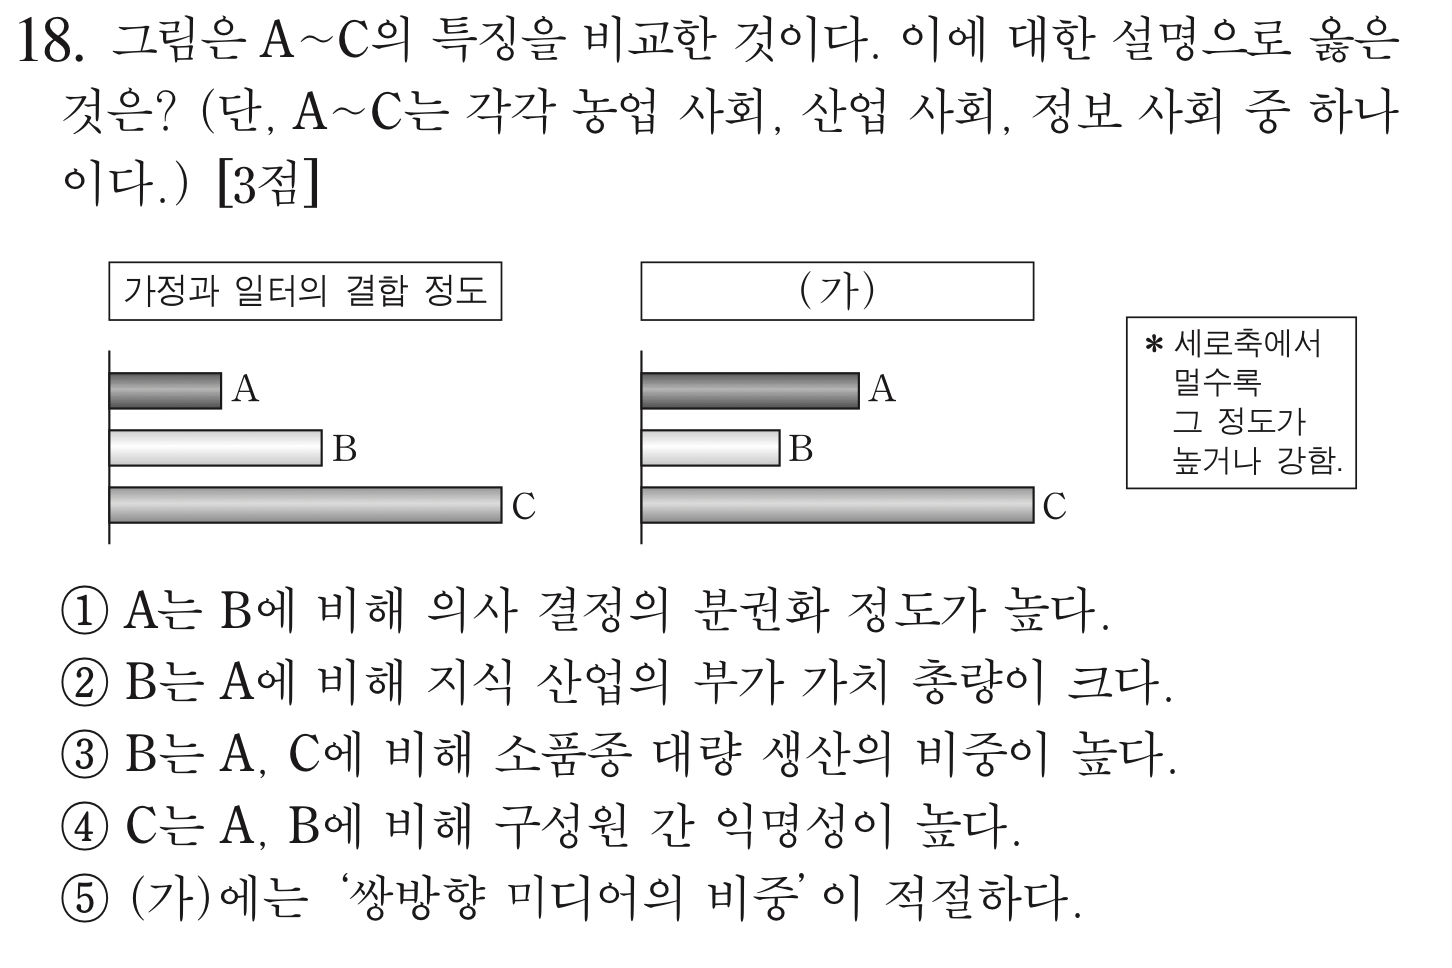 18. 그림은 A～C의 특징을 비교한 것이다. 이에 대한 설명으로 옳은
것은? (단, A～C는 각각 농업 사회, 산업 사회, 정보 사회 중 하나
이다.) [3점]
가정과 일터의 결합 정도
(가)
A
B
C
A
B
C
* 세로축에서
멀수록
그 정도가
높거나 강함.
① A는 B에 비해 의사 결정의 분권화 정도가 높다.
② B는 A에 비해 지식 산업의 부가 가치 총량이 크다.
③ B는 A, C에 비해 소품종 대량 생산의 비중이 높다.
④ C는 A, B에 비해 구성원 간 익명성이 높다.
⑤ (가)에는 ‘쌍방향 미디어의 비중’이 적절하다.